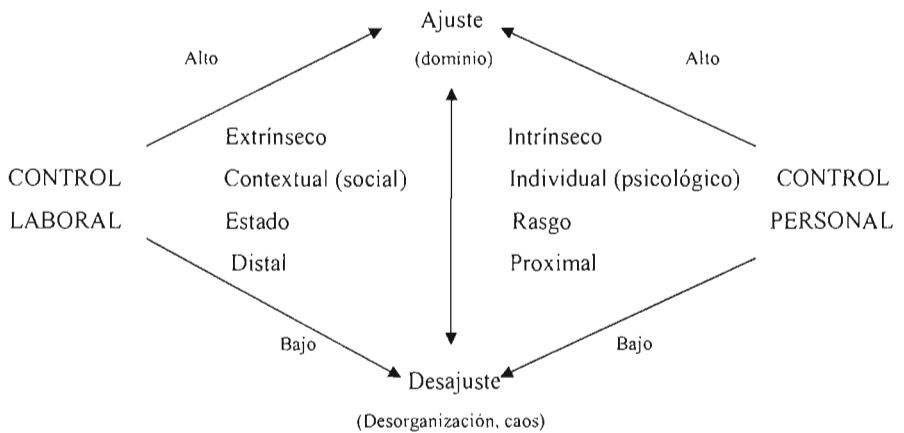 Ajuste
(dominio)
Alto
Alto
Extrínseco
Intrínseco
CONTROL
LABORAL
Contextual (social)
Individual (psicológico)
CONTROL
PERSONAL
Estado
Rasgo
Distal
Proximal
Bajo
Bajo
Desajuste
(Desorganización, caos)